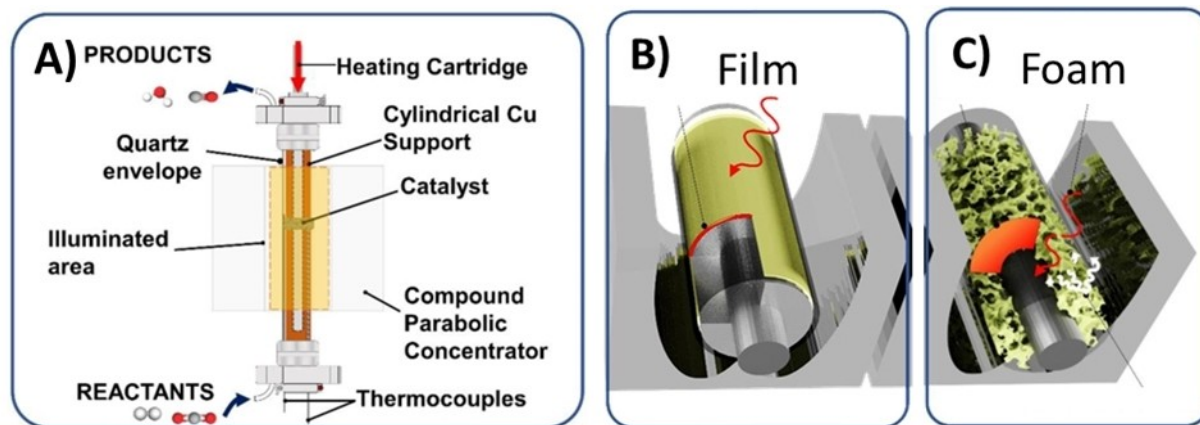 A)
PRODUCTS
Heating Cartridge
Cylindrical Cu
Support
Quartz
envelope
Catalyst
Illuminated
area
Compound
Parabolic
Concentrator
REACTANTS
Thermocouples
B)
Film
C)
Foam